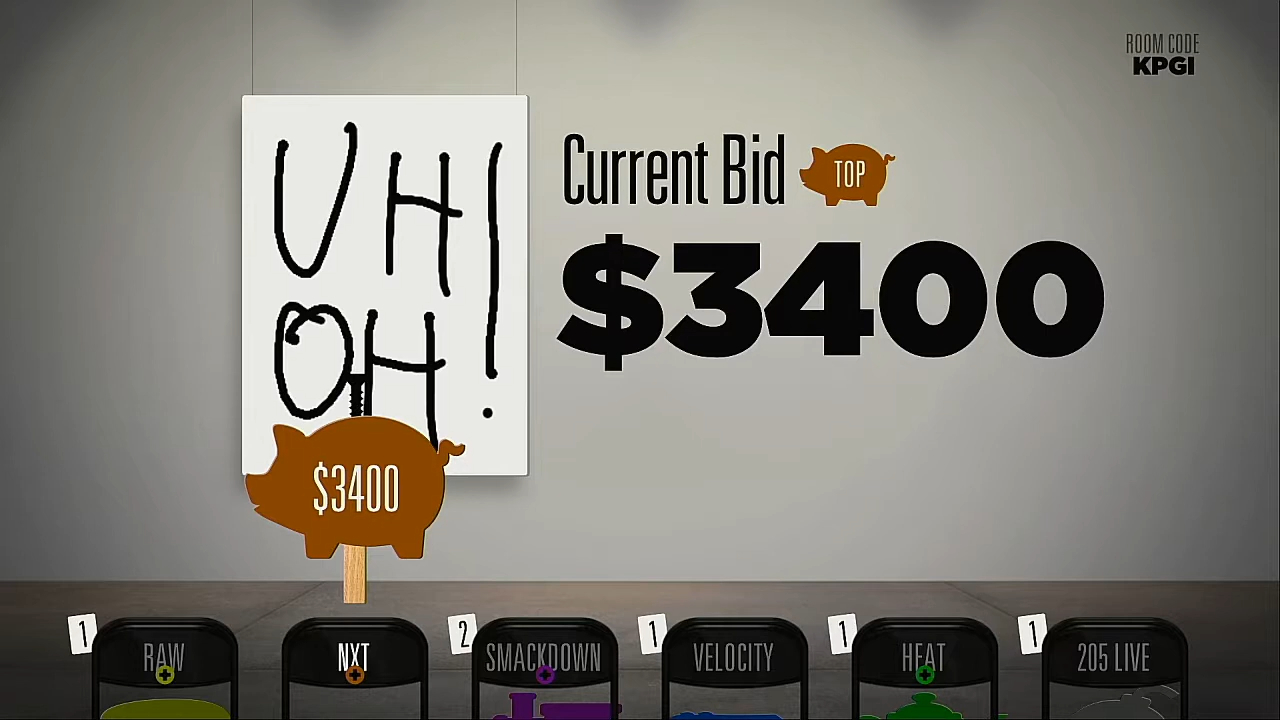 ROOM CODE
KPGI
UH!
OH
Current Bid TOP
$3400
$3400
1 RAW
NXT
2 SMACKDOWN
1 VELOCITY
1 HEAT
1 205 LIVE